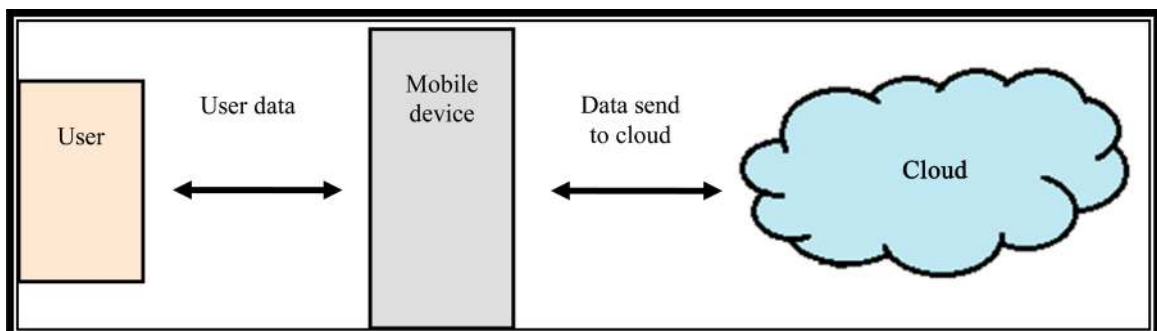 User
User data
Mobile
device
Data send
to cloud
Cloud